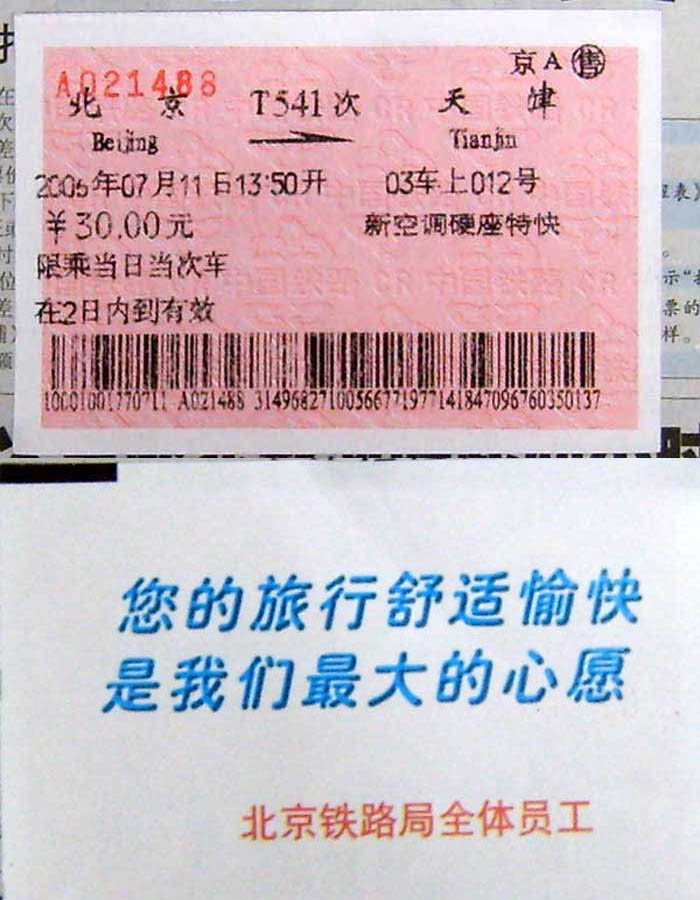 京A售
A021488
北京 T541次 天津
Beijing Tianjin
2006年07月11日13:50开 03车上012号
￥30.00元 新空调硬座特快
限乘当日当次车
在2日内到有效
10001001770711 A021488 3149682710056677197714184709676035​0137
您的旅行舒适愉快
是我们最大的心愿
北京铁路局全体员工